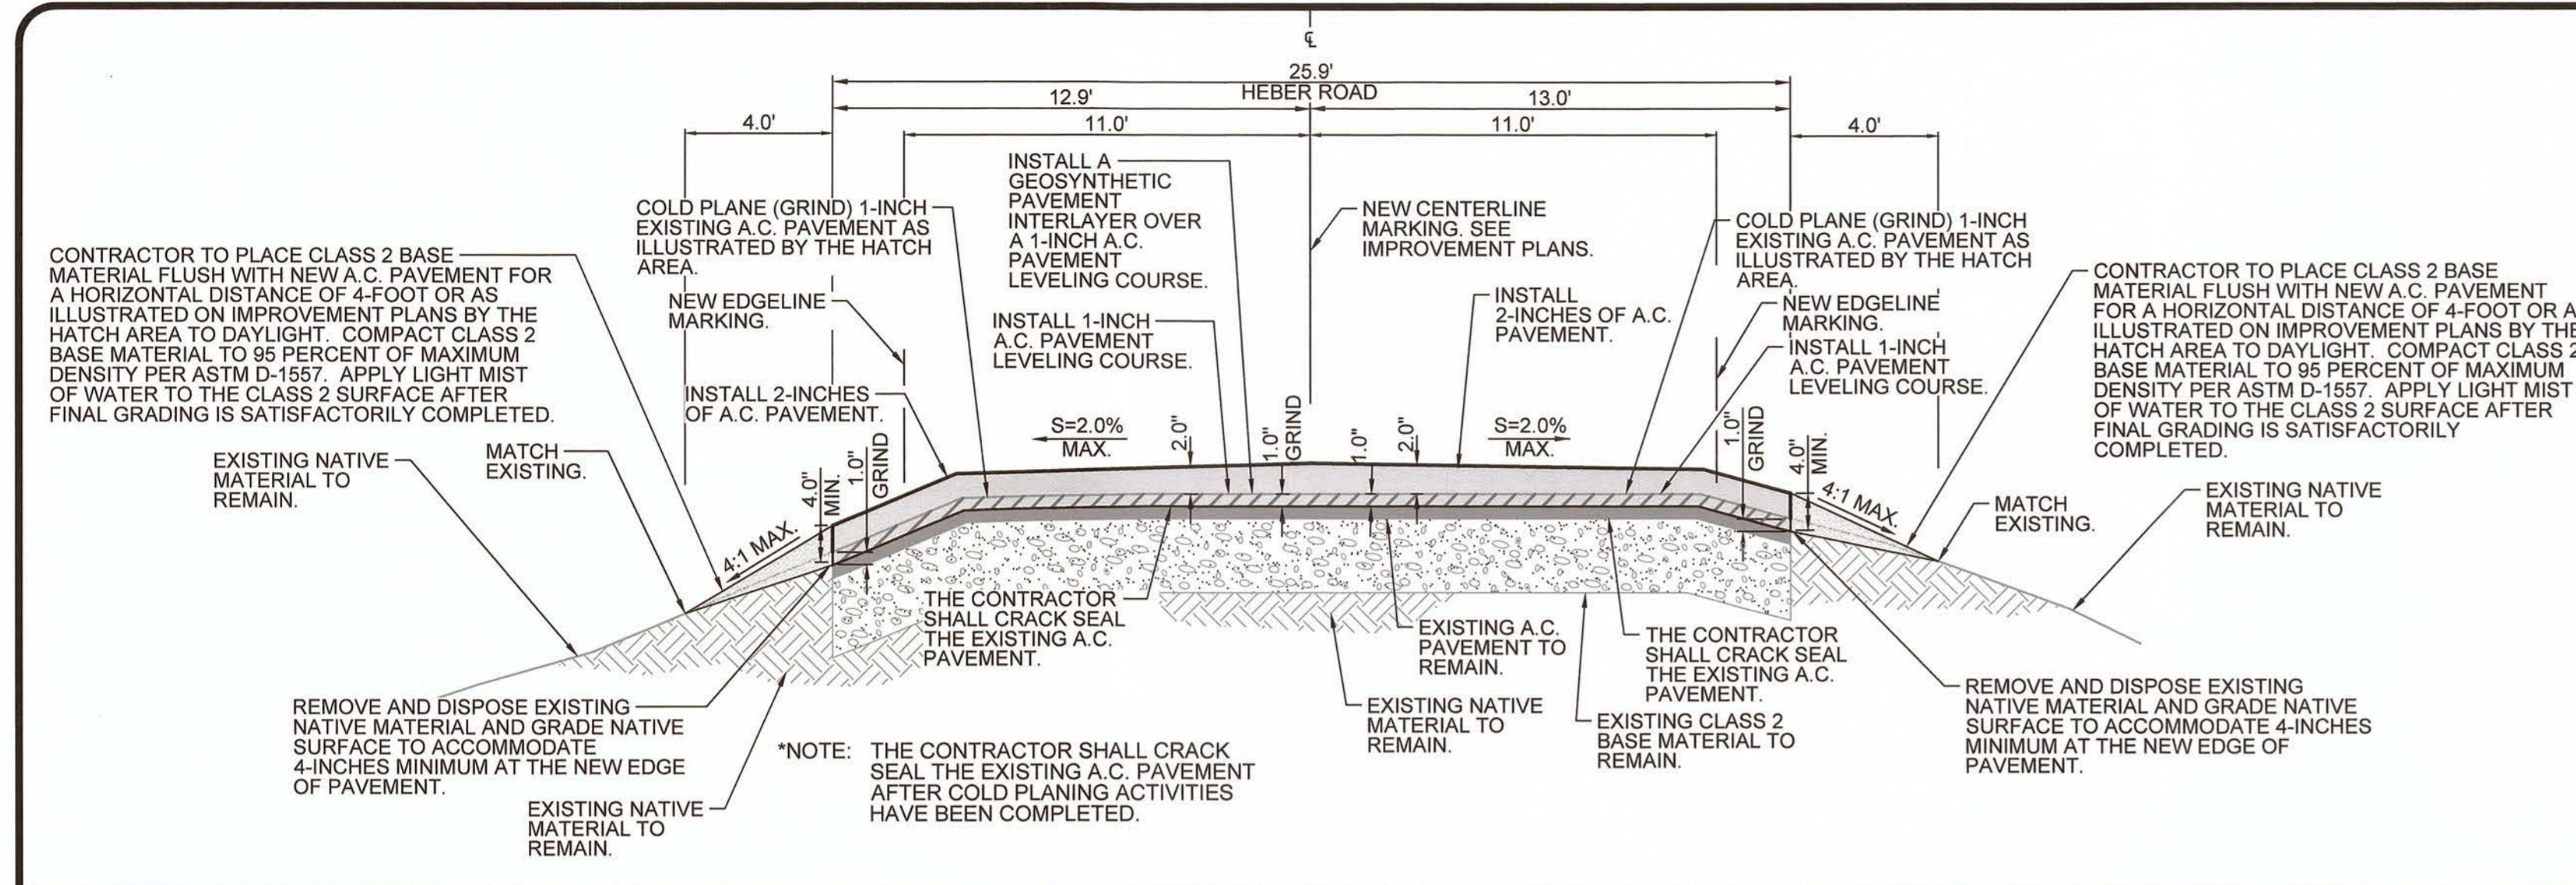 ℄
25.9'
HEBER ROAD
12.9'
13.0'
4.0'
11.0'
11.0'
4.0'
INSTALL A
GEOSYNTHETIC
PAVEMENT
INTERLAYER OVER
A 1-INCH A.C.
PAVEMENT
LEVELING COURSE.
COLD PLANE (GRIND) 1-INCH
EXISTING A.C. PAVEMENT AS
ILLUSTRATED BY THE HATCH
AREA.
NEW CENTERLINE
MARKING. SEE
IMPROVEMENT PLANS.
COLD PLANE (GRIND) 1-INCH
EXISTING A.C. PAVEMENT AS
ILLUSTRATED BY THE HATCH
AREA.
CONTRACTOR TO PLACE CLASS 2 BASE
MATERIAL FLUSH WITH NEW A.C. PAVEMENT FOR
A HORIZONTAL DISTANCE OF 4-FOOT OR AS
ILLUSTRATED ON IMPROVEMENT PLANS BY THE
HATCH AREA TO DAYLIGHT. COMPACT CLASS 2
BASE MATERIAL TO 95 PERCENT OF MAXIMUM
DENSITY PER ASTM D-1557. APPLY LIGHT MIST
OF WATER TO THE CLASS 2 SURFACE AFTER
FINAL GRADING IS SATISFACTORILY COMPLETED.
NEW EDGELINE
MARKING.
INSTALL 1-INCH
A.C. PAVEMENT
LEVELING COURSE.
INSTALL
2-INCHES OF A.C.
PAVEMENT.
NEW EDGELINE
MARKING.
INSTALL 1-INCH
A.C. PAVEMENT
LEVELING COURSE.
CONTRACTOR TO PLACE CLASS 2 BASE
MATERIAL FLUSH WITH NEW A.C. PAVEMENT
FOR A HORIZONTAL DISTANCE OF 4-FOOT OR A
ILLUSTRATED ON IMPROVEMENT PLANS BY THE
HATCH AREA TO DAYLIGHT. COMPACT CLASS 2
BASE MATERIAL TO 95 PERCENT OF MAXIMUM
DENSITY PER ASTM D-1557. APPLY LIGHT MIST
OF WATER TO THE CLASS 2 SURFACE AFTER
FINAL GRADING IS SATISFACTORILY
COMPLETED.
INSTALL 2-INCHES
OF A.C. PAVEMENT.
S=2.0%
MAX.
2.0"
1.0"
GRIND
1.0"
2.0"
S=2.0%
MAX.
1.0"
GRIND
4.0"
MIN.
4:1 MAX.
EXISTING NATIVE
MATERIAL TO
REMAIN.
MATCH
EXISTING.
4:1 MAX.
4.0"
MIN.
1.0"
GRIND
MATCH
EXISTING.
EXISTING NATIVE
MATERIAL TO
REMAIN.
THE CONTRACTOR
SHALL CRACK SEAL
THE EXISTING A.C.
PAVEMENT.
EXISTING A.C.
PAVEMENT TO
REMAIN.
THE CONTRACTOR
SHALL CRACK SEAL
THE EXISTING A.C.
PAVEMENT.
REMOVE AND DISPOSE EXISTING
NATIVE MATERIAL AND GRADE NATIVE
SURFACE TO ACCOMMODATE
4-INCHES MINIMUM AT THE NEW EDGE
OF PAVEMENT.
EXISTING NATIVE
MATERIAL TO
REMAIN.
EXISTING CLASS 2
BASE MATERIAL TO
REMAIN.
REMOVE AND DISPOSE EXISTING
NATIVE MATERIAL AND GRADE NATIVE
SURFACE TO ACCOMMODATE 4-INCHES
MINIMUM AT THE NEW EDGE OF
PAVEMENT.
*NOTE: THE CONTRACTOR SHALL CRACK
SEAL THE EXISTING A.C. PAVEMENT
AFTER COLD PLANING ACTIVITIES
HAVE BEEN COMPLETED.
EXISTING NATIVE
MATERIAL TO
REMAIN.